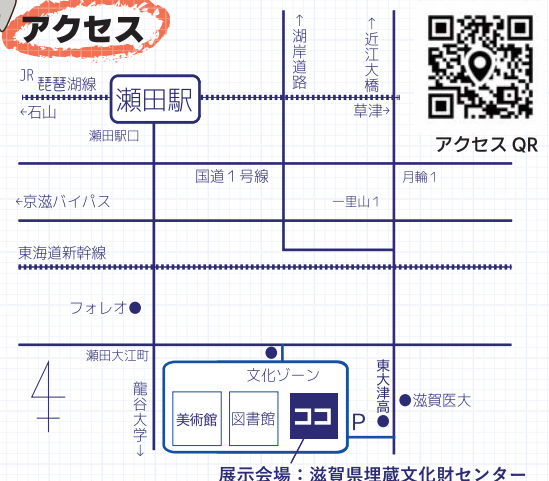 アクセス
↑湖岸道路
↑近江大橋
JR 琵琶湖線
瀬田駅
←石山
草津→
瀬田駅口
アクセス QR
国道1号線
月輪1
←京滋バイパス
一里山1
東海道新幹線
フォレオ
瀬田大江町
文化ゾーン
東大津高
龍谷大学↓
美術館
図書館
ココ
P
滋賀医大
展示会場：滋賀県埋蔵文化財センター